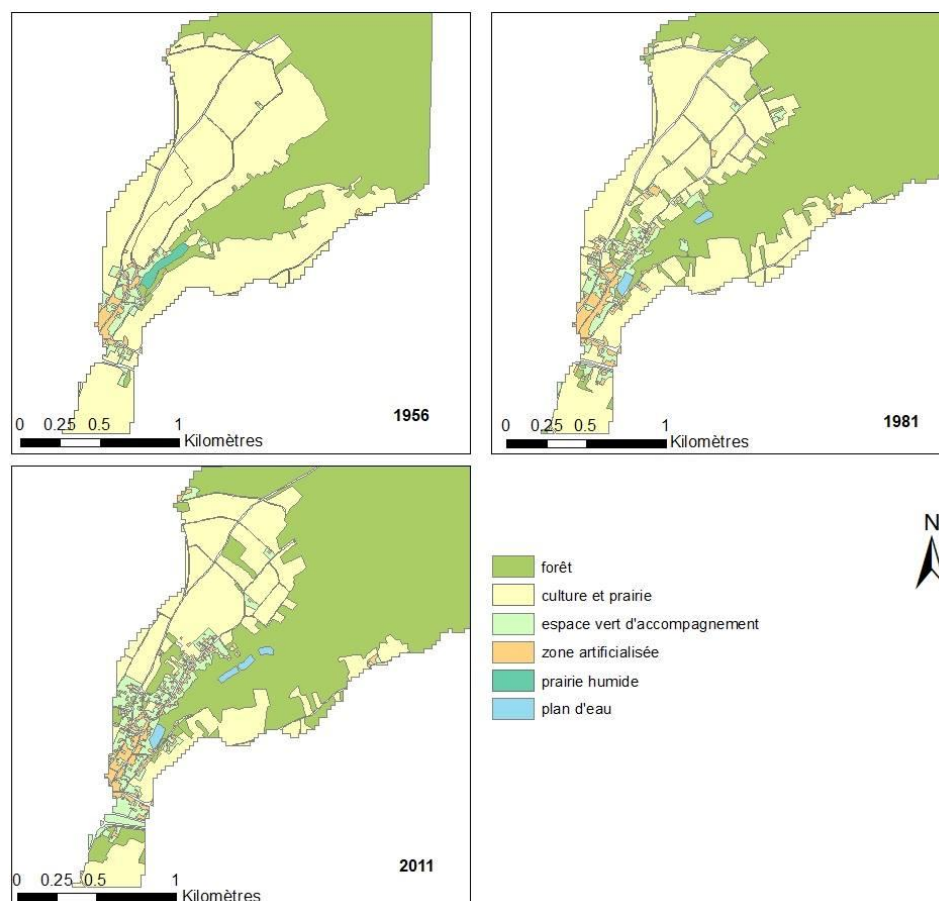 0 0.25 0.5 1
Kilomètres
1956
0 0.25 0.5 1
Kilomètres
1981
0 0.25 0.5 1
Kilomètres
2011
N
forêt
culture et prairie
espace vert d'accompagnement
zone artificialisée
prairie humide
plan d'eau